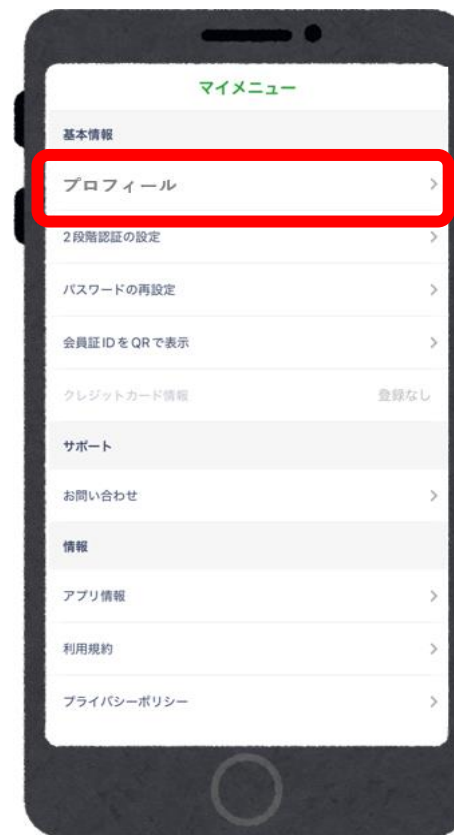 マイメニュー
基本情報
プロフィール
2段階認証の設定
パスワードの再設定
会員証IDをQRで表示
クレジットカード情報 登録なし
サポート
お問い合わせ
情報
アプリ情報
利用規約
プライバシーポリシー